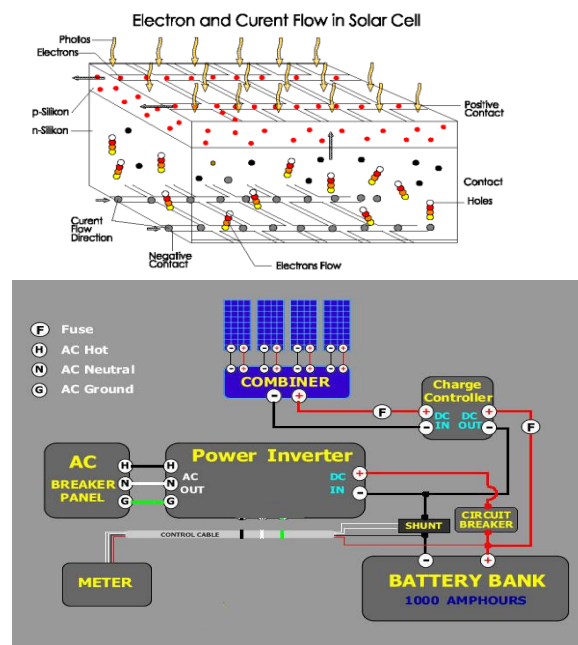 Electron and Curent Flow in Solar Cell
Photos
Electrons
p-Silikon
n-Silikon
Positive
Contact
Contact
Holes
Curent
Flow
Direction
Negative
Contact
Electrons Flow
F Fuse
H AC Hot
N AC Neutral
G AC Ground
− + − + − + − +
− + − + − + − +
COMBINER
− +
Charge
Controller
F
+ DC DC +
− IN OUT −
F
AC
BREAKER
PANEL
H H
N N
G G
Power Inverter
AC
OUT
DC +
IN −
SHUNT
CIRCUIT
BREAKER
CONTROL CABLE
METER
− +
BATTERY BANK
1000 AMPHOURS